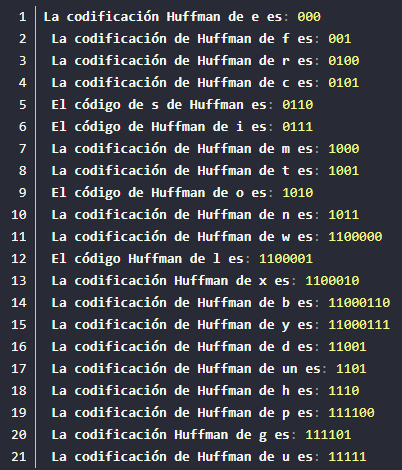 1 La codificación Huffman de e es: 000
2 La codificación de Huffman de f es: 001
3 La codificación de Huffman de r es: 0100
4 La codificación de Huffman de c es: 0101
5 El código de s de Huffman es: 0110
6 El código de Huffman de i es: 0111
7 La codificación de Huffman de m es: 1000
8 La codificación de Huffman de t es: 1001
9 El código de Huffman de o es: 1010
10 La codificación de Huffman de n es: 1011
11 La codificación de Huffman de w es: 1100000
12 El código Huffman de l es: 1100001
13 La codificación Huffman de x es: 1100010
14 La codificación de Huffman de b es: 11000110
15 La codificación de Huffman de y es: 11000111
16 La codificación de Huffman de d es: 11001
17 La codificación de Huffman de un es: 1101
18 La codificación de Huffman de h es: 1110
19 La codificación de Huffman de p es: 111100
20 La codificación Huffman de g es: 111101
21 La codificación de Huffman de u es: 11111